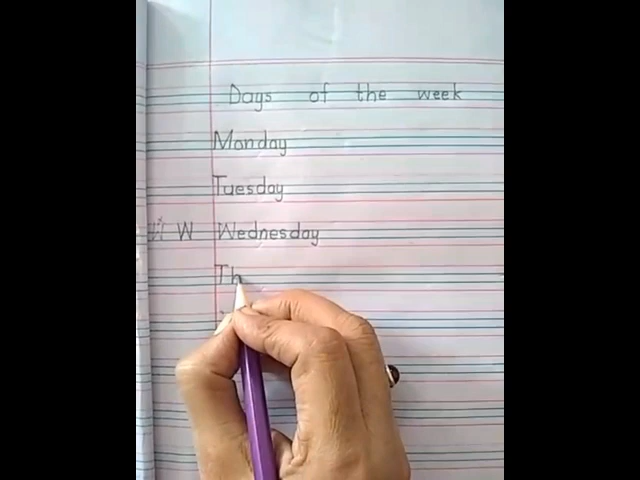 Days of the week
Monday
Tuesday
W Wednesday
Th